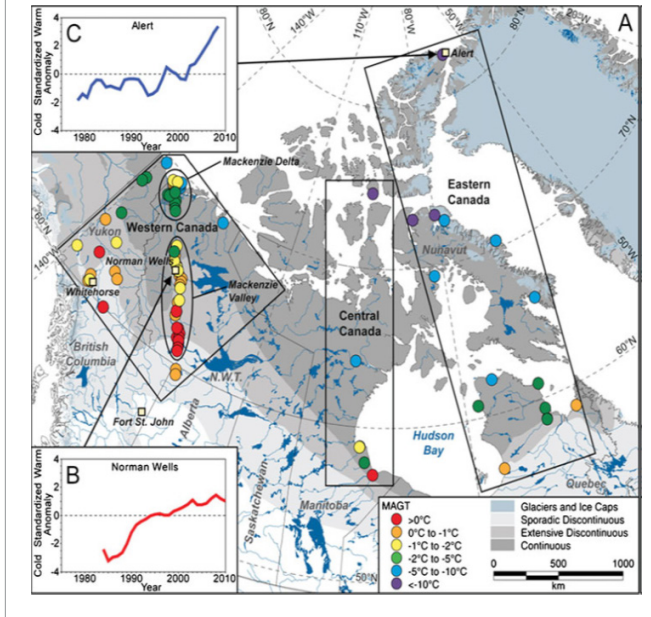 C
Alert
Cold Standardized Warm
Anomaly
4
2
0
-2
-4
1980
1990
2000
2010
Year
A
80°N
140°W
110°W
80°W
50°W
80°N
20°W
70°N
50°W
60°N
50°N
60°N
140°W
Alert
Mackenzie Delta
Eastern
Canada
Western Canada
Yukon
Norman Wells
Whitehorse
Mackenzie
Valley
Nunavut
Central
Canada
British
Columbia
N.W.T.
Fort St. John
Alberta
Hudson
Bay
Saskatchewan
Manitoba
Quebec
B
Norman Wells
Cold Standardized Warm
Anomaly
4
2
0
-2
-4
1980
1990
2000
2010
Year
MAGT
>0°C
0°C to -1°C
-1°C to -2°C
-2°C to -5°C
-5°C to -10°C
<-10°C
Glaciers and Ice Caps
Sporadic Discontinuous
Extensive Discontinuous
Continuous
0
500
1000
km